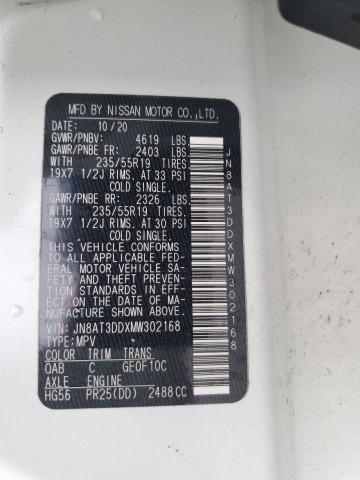 MFD BY NISSAN MOTOR CO.,LTD.
DATE: 10/20
GVWR/PNBV: 4619 LBS.
GAWR/PNBE FR: 2403 LBS.
WITH 235/55R19 TIRES,
19X7 1/2J RIMS, AT 33 PSI
COLD SINGLE.
GAWR/PNBE RR: 2326 LBS.
WITH 235/55R19 TIRES,
19X7 1/2J RIMS, AT 30 PSI
COLD SINGLE.
THIS VEHICLE CONFORMS
TO ALL APPLICABLE FED-
ERAL MOTOR VEHICLE SA-
FETY AND THEFT PREVENTION
STANDARDS IN EFFECT
ON THE DATE OF MA-
NUFACTURE SHOWN ABOVE.
VIN: JN8AT3DDXMW302168
TYPE: MPV
COLOR TRIM TRANS
QAB C GE0F10C
AXLE ENGINE
HG56 PR25(DD) 2488CC
JN8AT3DDXMW302168